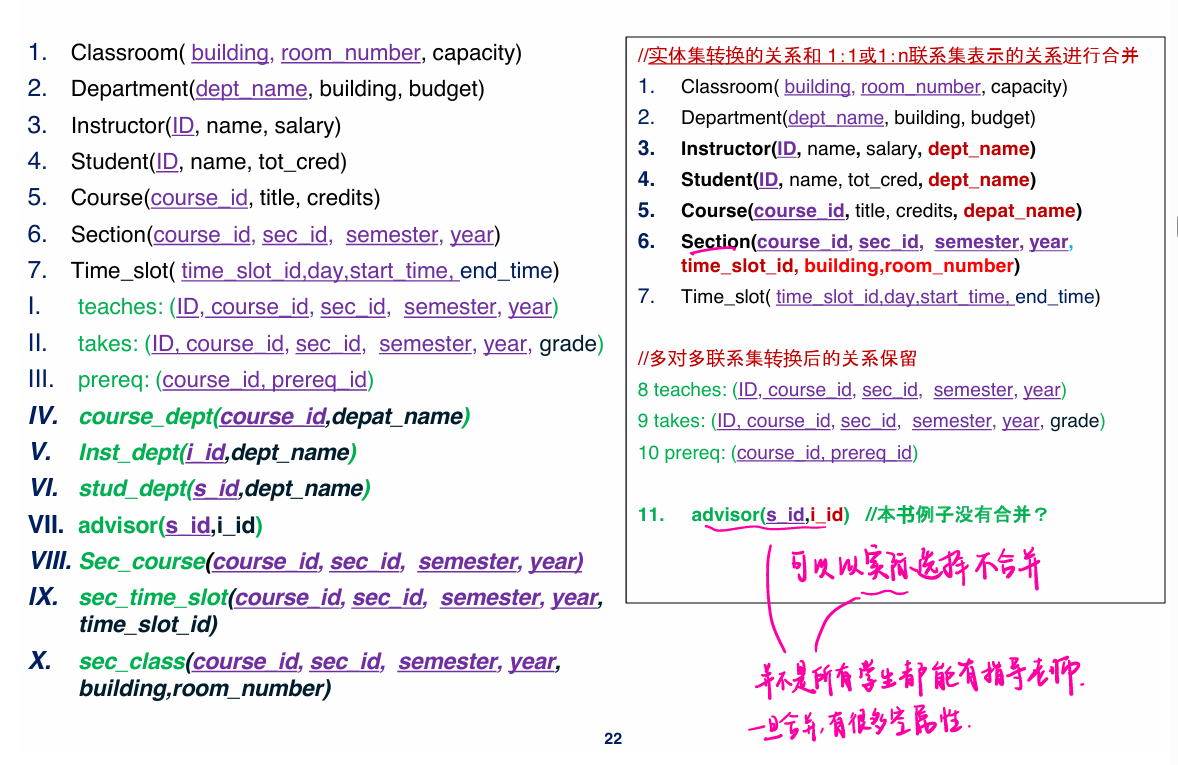 1. Classroom( building, room_number, capacity)
2. Department(dept_name, building, budget)
3. Instructor(ID, name, salary)
4. Student(ID, name, tot_cred)
5. Course(course_id, title, credits)
6. Section(course_id, sec_id, semester, year)
7. Time_slot( time_slot_id,day,start_time, end_time)
I. teaches: (ID, course_id, sec_id, semester, year)
II. takes: (ID, course_id, sec_id, semester, year, grade)
III. prereq: (course_id, prereq_id)
IV. course_dept(course_id,depat_name)
V. Inst_dept(i_id,dept_name)
VI. stud_dept(s_id,dept_name)
VII. advisor(s_id,i_id)
VIII. Sec_course(course_id, sec_id, semester, year)
IX. sec_time_slot(course_id, sec_id, semester, year,
time_slot_id)
X. sec_class(course_id, sec_id, semester, year,
building,room_number)
//实体集转换的关系和 1:1或1:n联系集表示的关系进行合并
1. Classroom( building, room_number, capacity)
2. Department(dept_name, building, budget)
3. Instructor(ID, name, salary, dept_name)
4. Student(ID, name, tot_cred, dept_name)
5. Course(course_id, title, credits, depat_name)
6. Section(course_id, sec_id, semester, year,
time_slot_id, building,room_number)
7. Time_slot( time_slot_id,day,start_time, end_time)
//多对多联系集转换后的关系保留
8 teaches: (ID, course_id, sec_id, semester, year)
9 takes: (ID, course_id, sec_id, semester, year, grade)
10 prereq: (course_id, prereq_id)
11. advisor(s_id,i_id) //本书例子没有合并？
可以以实际选择不合并
并不是所有学生都能有指导老师.
一旦合并,有很多空属性.
22